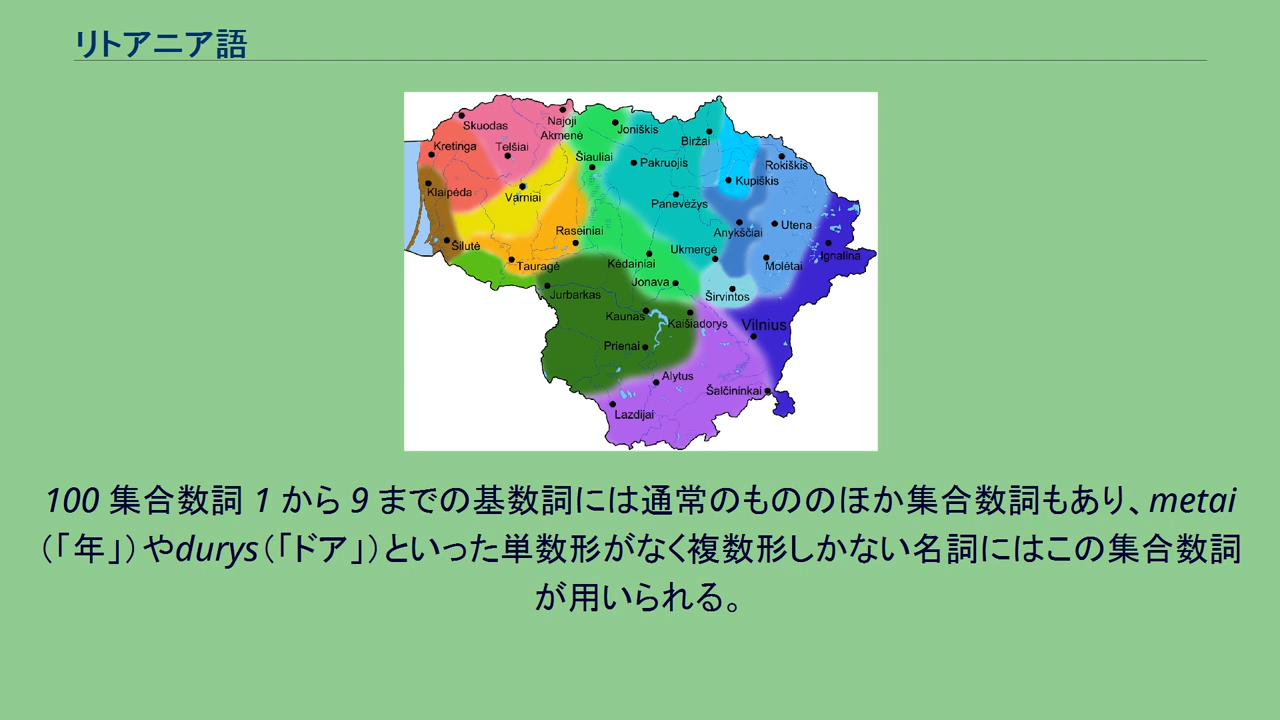 リトアニア語
Skuodas
Najoji
Akmenė
Joniškis
Biržai
Kretinga
Telšiai
Šiauliai
Pakruojis
Rokiškis
Kupiškis
Klaipėda
Varniai
Panevėžys
Raseiniai
Anykščiai
Utena
Šilutė
Ukmergė
Ignalina
Tauragė
Kėdainiai
Molėtai
Jurbarkas
Jonava
Širvintos
Kaunas
Kaišiadorys
Vilnius
Prienai
Alytus
Šalčininkai
Lazdijai
100 集合数詞 1 から 9 までの基数詞には通常のもののほか集合数詞もあり、metai
（「年」）やdurys（「ドア」）といった単数形がなく複数形しかない名詞にはこの集合数詞
が用いられる。